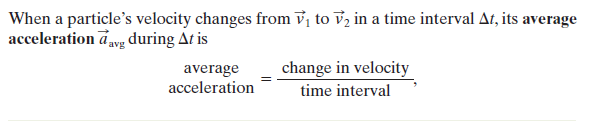 When a particle's velocity changes from v⃗₁ to v⃗₂ in a time interval Δt, its average
acceleration a⃗avg during Δt is
average acceleration = change in velocity / time interval,